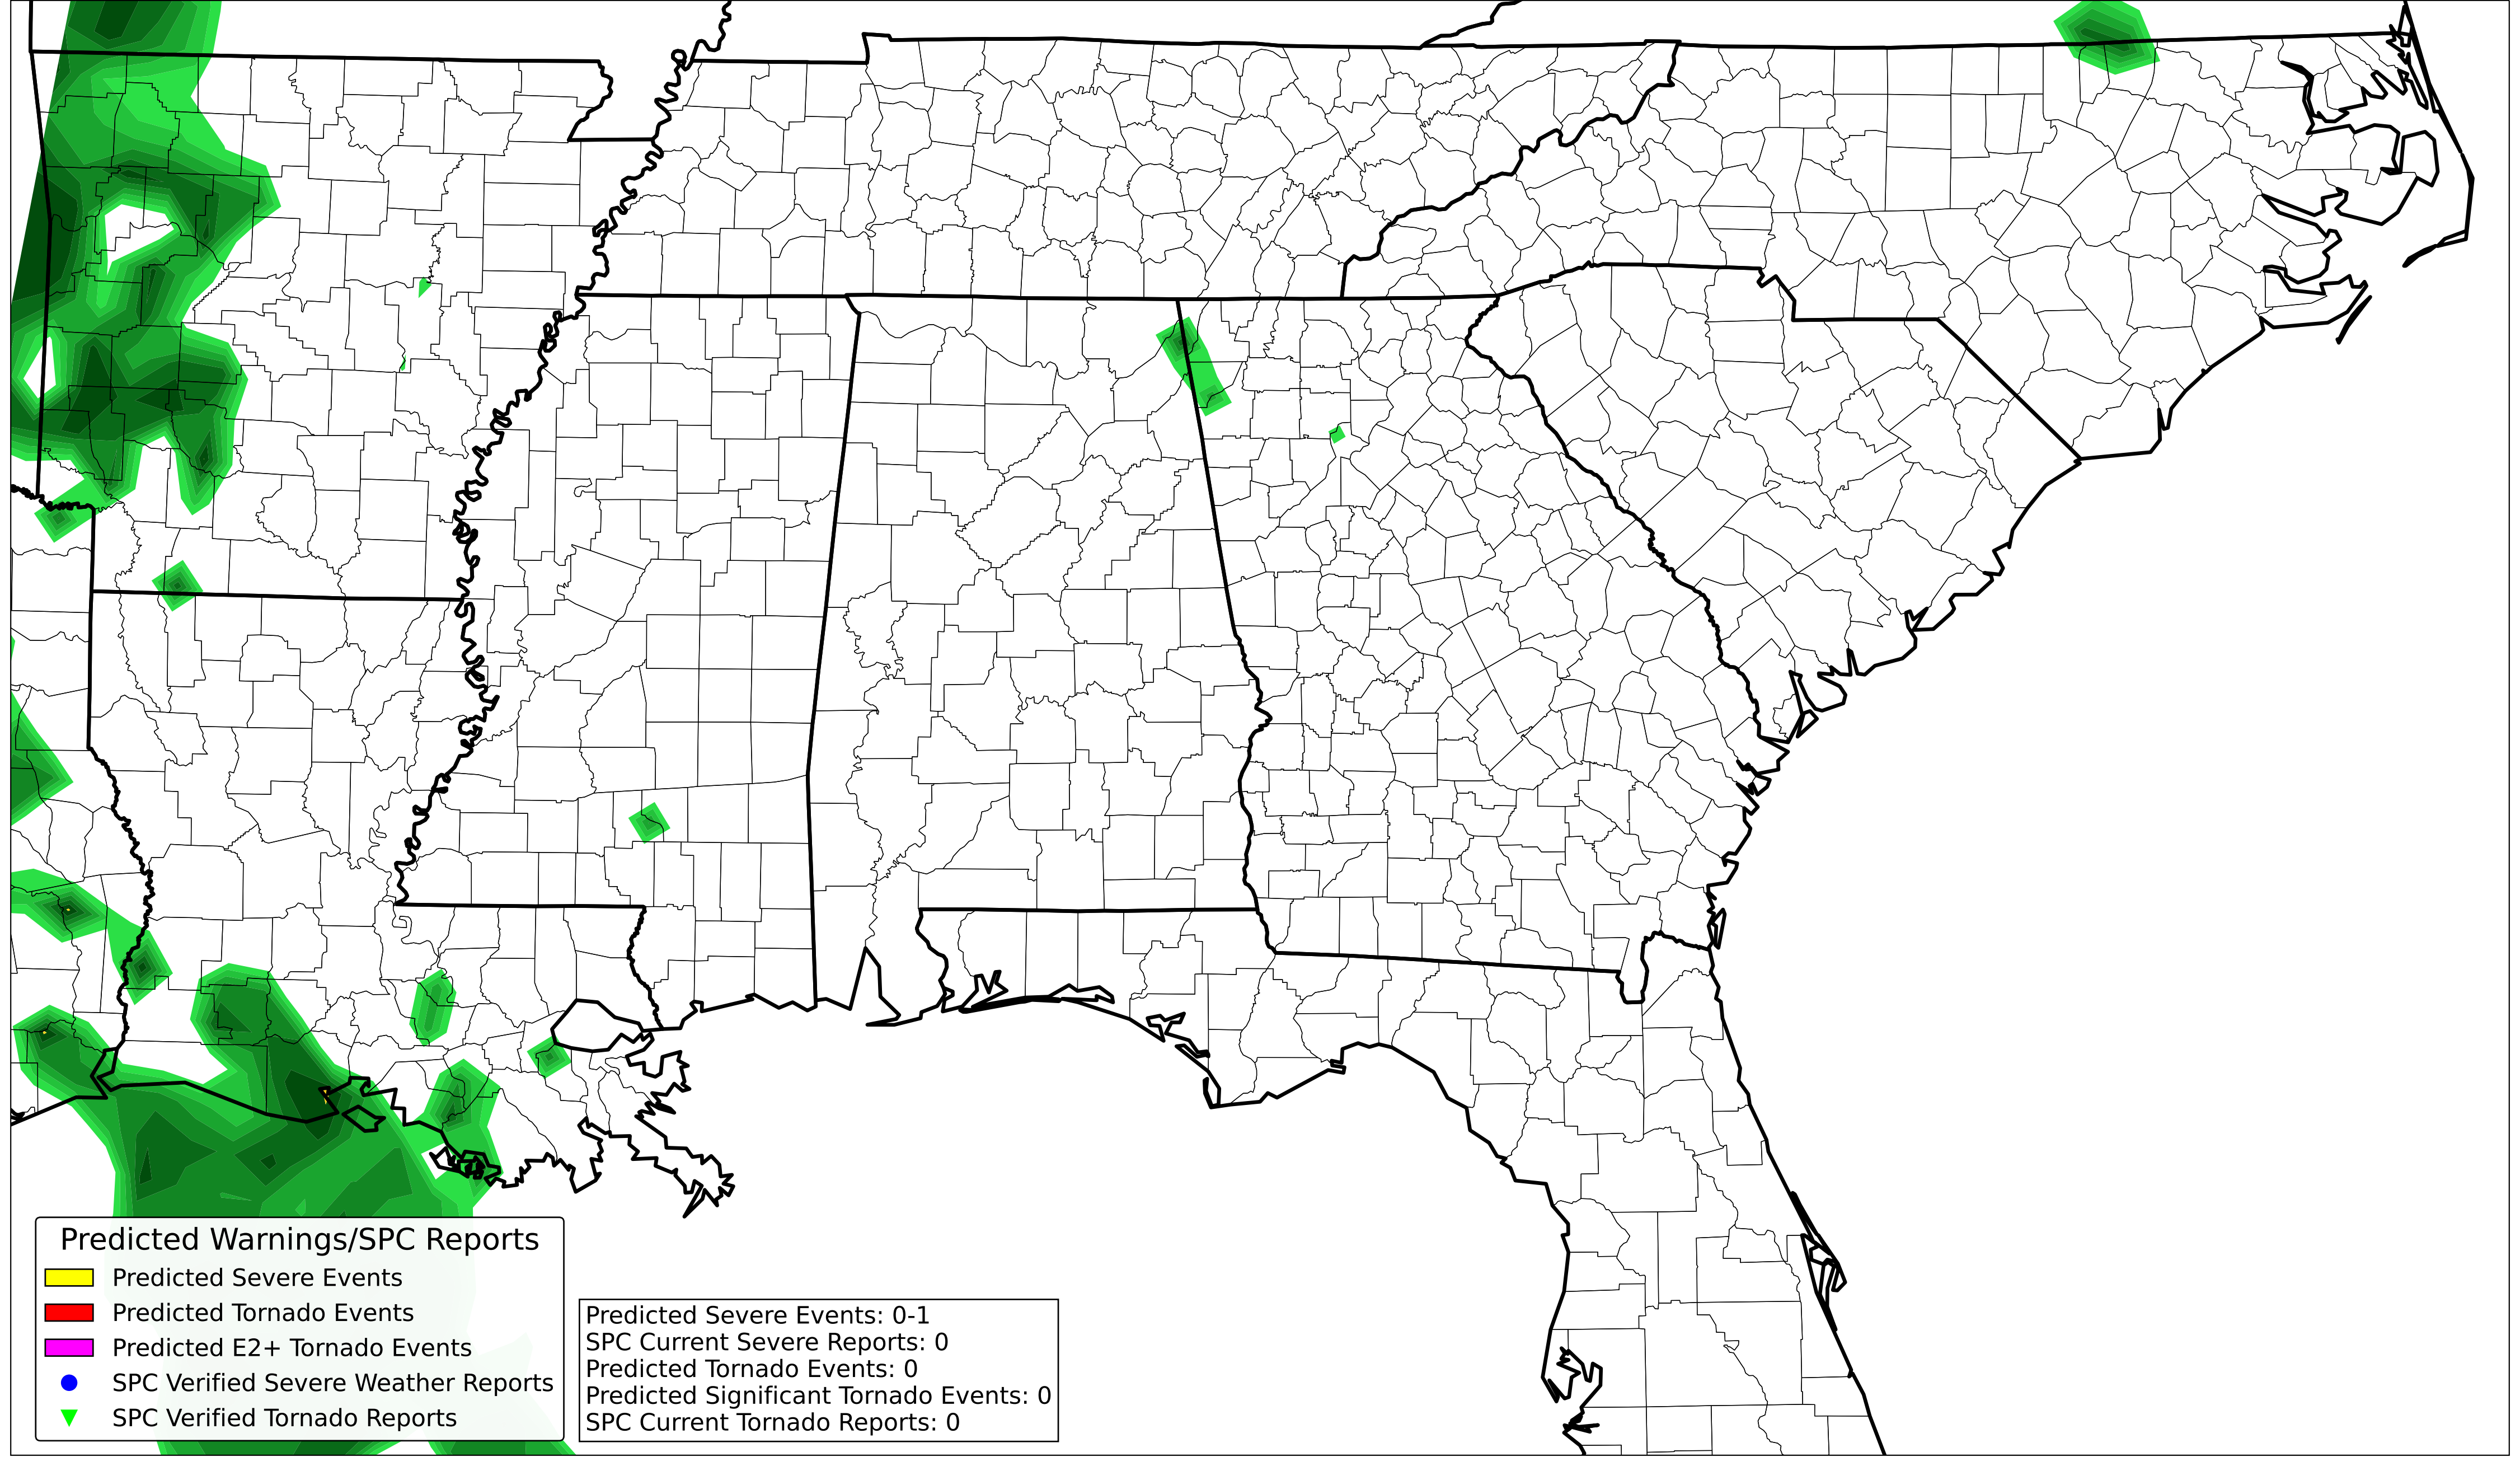 Predicted Warnings/SPC Reports
Predicted Severe Events
Predicted Tornado Events
Predicted E2+ Tornado Events
SPC Verified Severe Weather Reports
SPC Verified Tornado Reports
Predicted Severe Events: 0-1
SPC Current Severe Reports: 0
Predicted Tornado Events: 0
Predicted Significant Tornado Events: 0
SPC Current Tornado Reports: 0